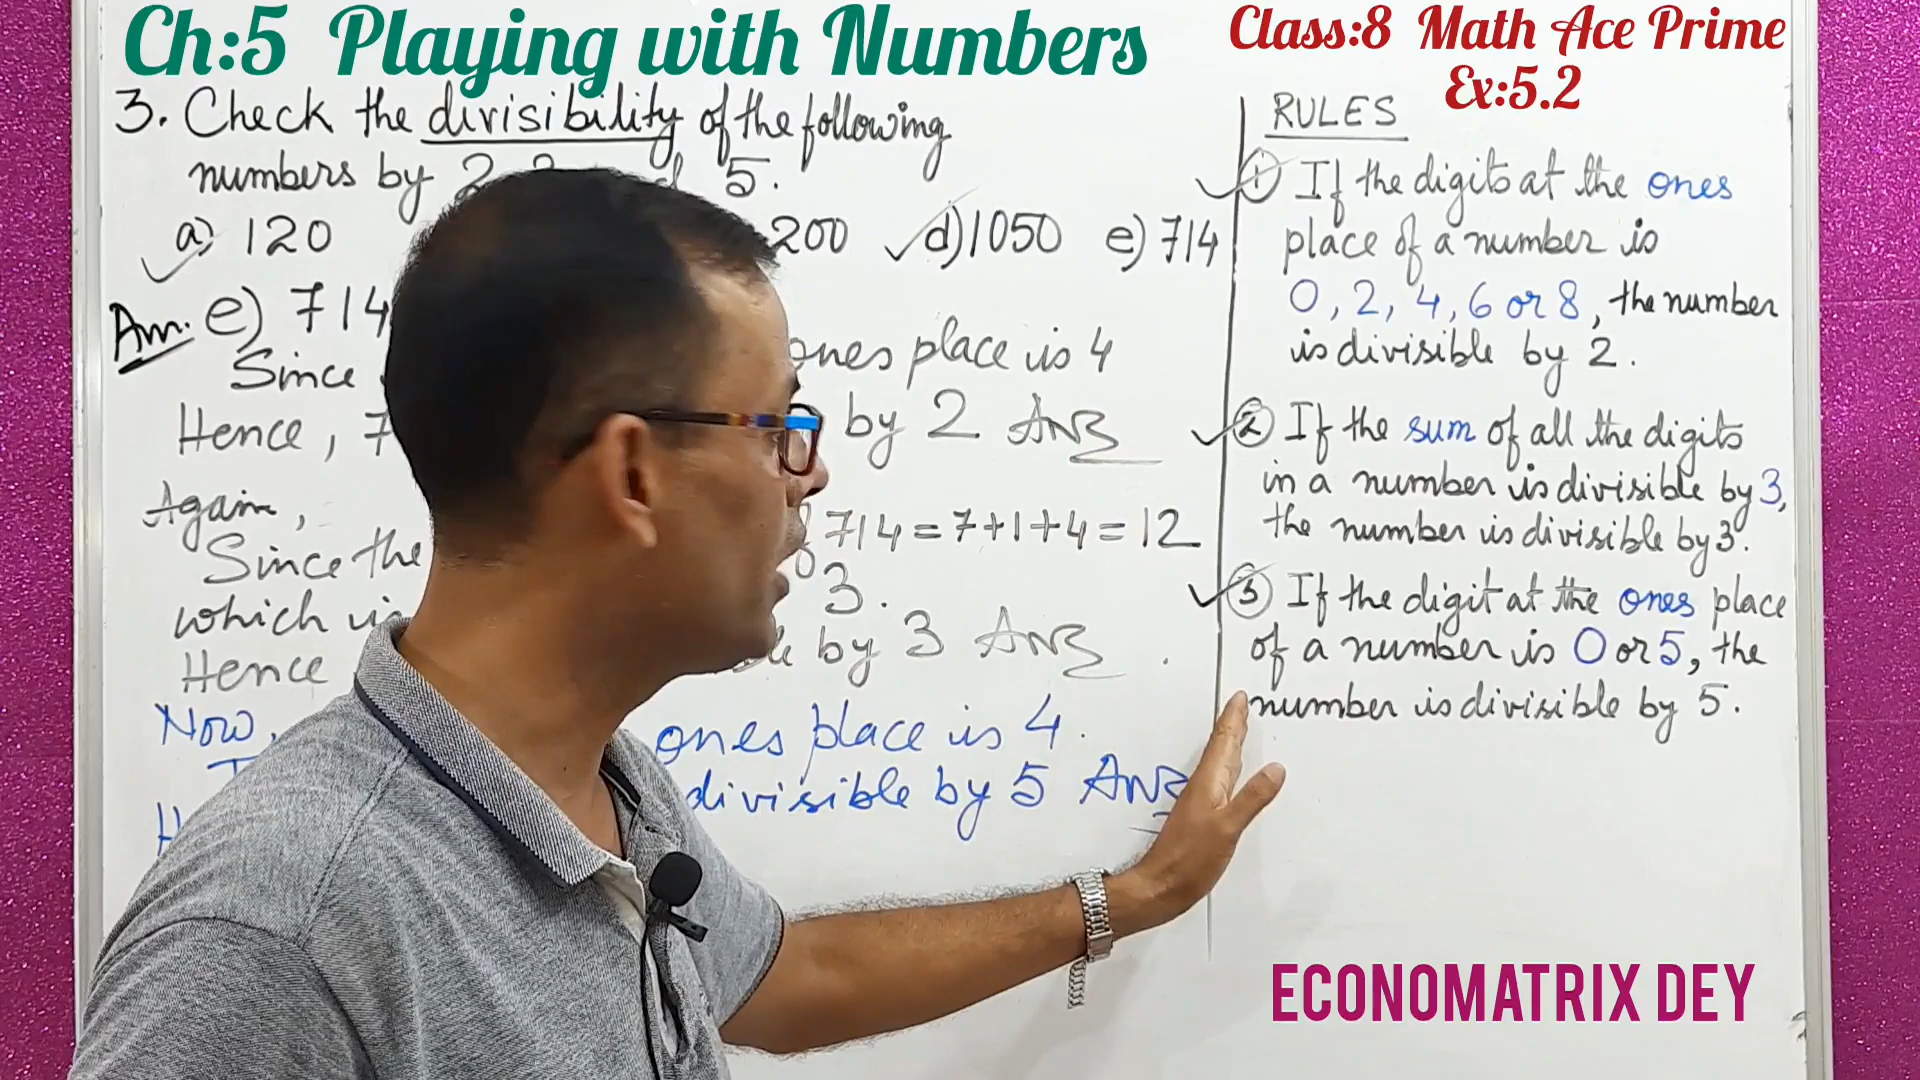 Ch:5 Playing with Numbers
Class:8 Math Ace Prime
Ex:5.2
3. Check the divisibility of the following
numbers by 2 5.
a) 120 200 d) 1050 e) 714
Ans. e) 714
Since ones place is 4
Hence, 7 by 2 Ans
Again,
Since the 714 = 7+1+4 = 12
which is 3.
Hence by 3 Ans.
Now, ones place is 4.
divisible by 5 Ans
RULES
1 If the digits at the ones
place of a number is
0, 2, 4, 6 or 8, the number
is divisible by 2.
2 If the sum of all the digits
in a number is divisible by 3,
the number is divisible by 3.
3 If the digit at the ones place
of a number is 0 or 5, the
number is divisible by 5.
ECONOMATRIX DEY